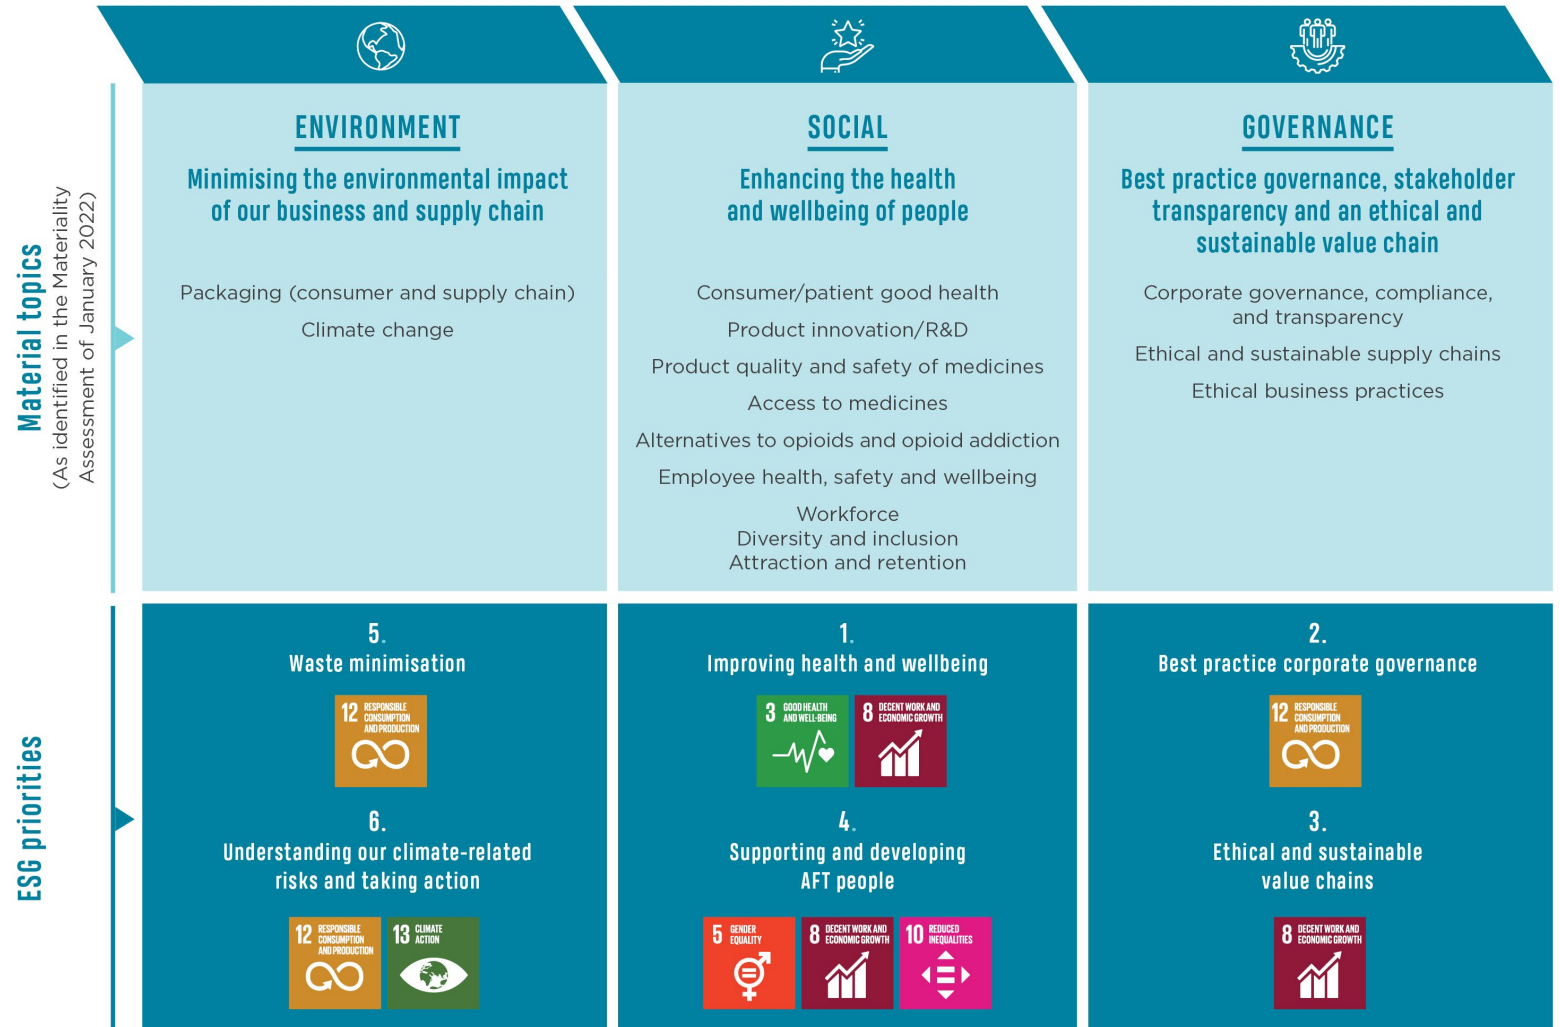 Material topics
(As identified in the Materiality
Assessment of January 2022)
ENVIRONMENT
Minimising the environmental impact
of our business and supply chain
Packaging (consumer and supply chain)
Climate change
SOCIAL
Enhancing the health
and wellbeing of people
Consumer/patient good health
Product innovation/R&D
Product quality and safety of medicines
Access to medicines
Alternatives to opioids and opioid addiction
Employee health, safety and wellbeing
Workforce
Diversity and inclusion
Attraction and retention
GOVERNANCE
Best practice governance, stakeholder
transparency and an ethical and
sustainable value chain
Corporate governance, compliance,
and transparency
Ethical and sustainable supply chains
Ethical business practices
ESG priorities
5.
Waste minimisation
12 RESPONSIBLE
CONSUMPTION
AND PRODUCTION
6.
Understanding our climate-related
risks and taking action
12 RESPONSIBLE
CONSUMPTION
AND PRODUCTION
13 CLIMATE
ACTION
1.
Improving health and wellbeing
3 GOOD HEALTH
AND WELL-BEING
8 DECENT WORK AND
ECONOMIC GROWTH
4.
Supporting and developing
AFT people
5 GENDER
EQUALITY
8 DECENT WORK AND
ECONOMIC GROWTH
10 REDUCED
INEQUALITIES
2.
Best practice corporate governance
12 RESPONSIBLE
CONSUMPTION
AND PRODUCTION
3.
Ethical and sustainable
value chains
8 DECENT WORK AND
ECONOMIC GROWTH